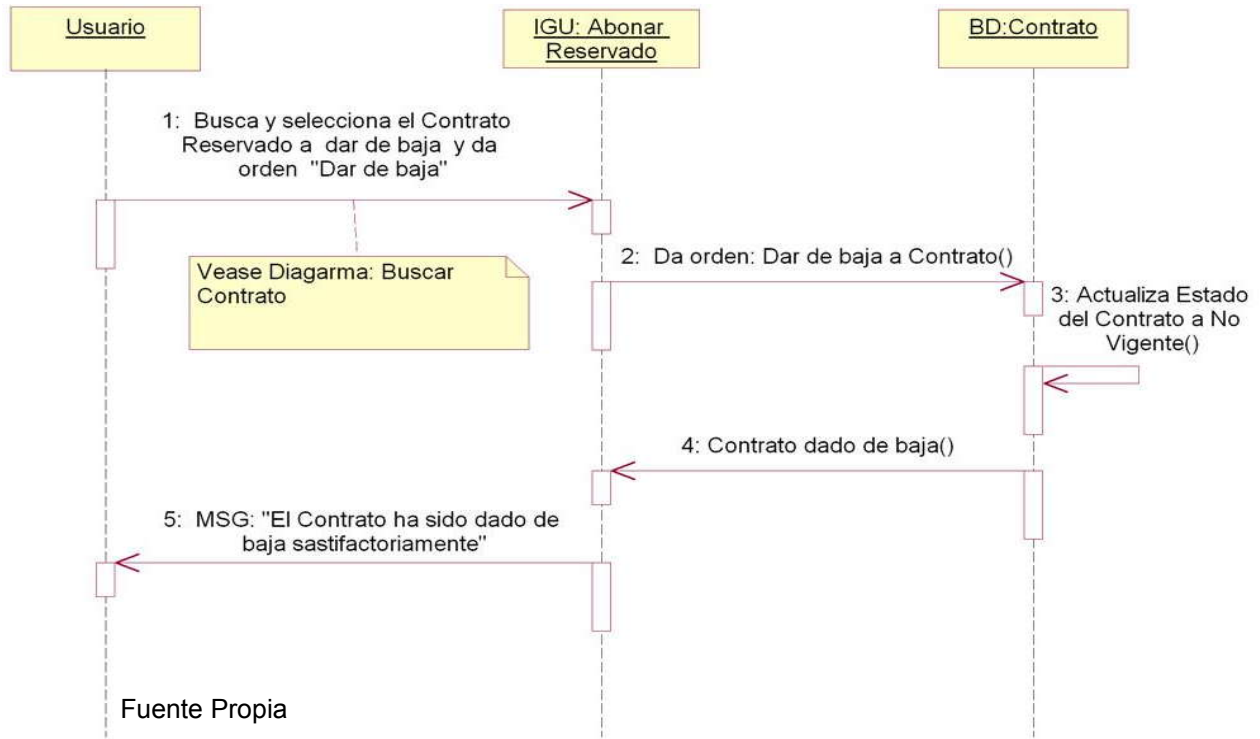 Usuario
IGU: Abonar
Reservado
BD:Contrato
1: Busca y selecciona el Contrato
Reservado a dar de baja y da
orden "Dar de baja"
Vease Diagarma: Buscar
Contrato
2: Da orden: Dar de baja a Contrato()
3: Actualiza Estado
del Contrato a No
Vigente()
4: Contrato dado de baja()
5: MSG: "El Contrato ha sido dado de
baja sastifactoriamente"
Fuente Propia